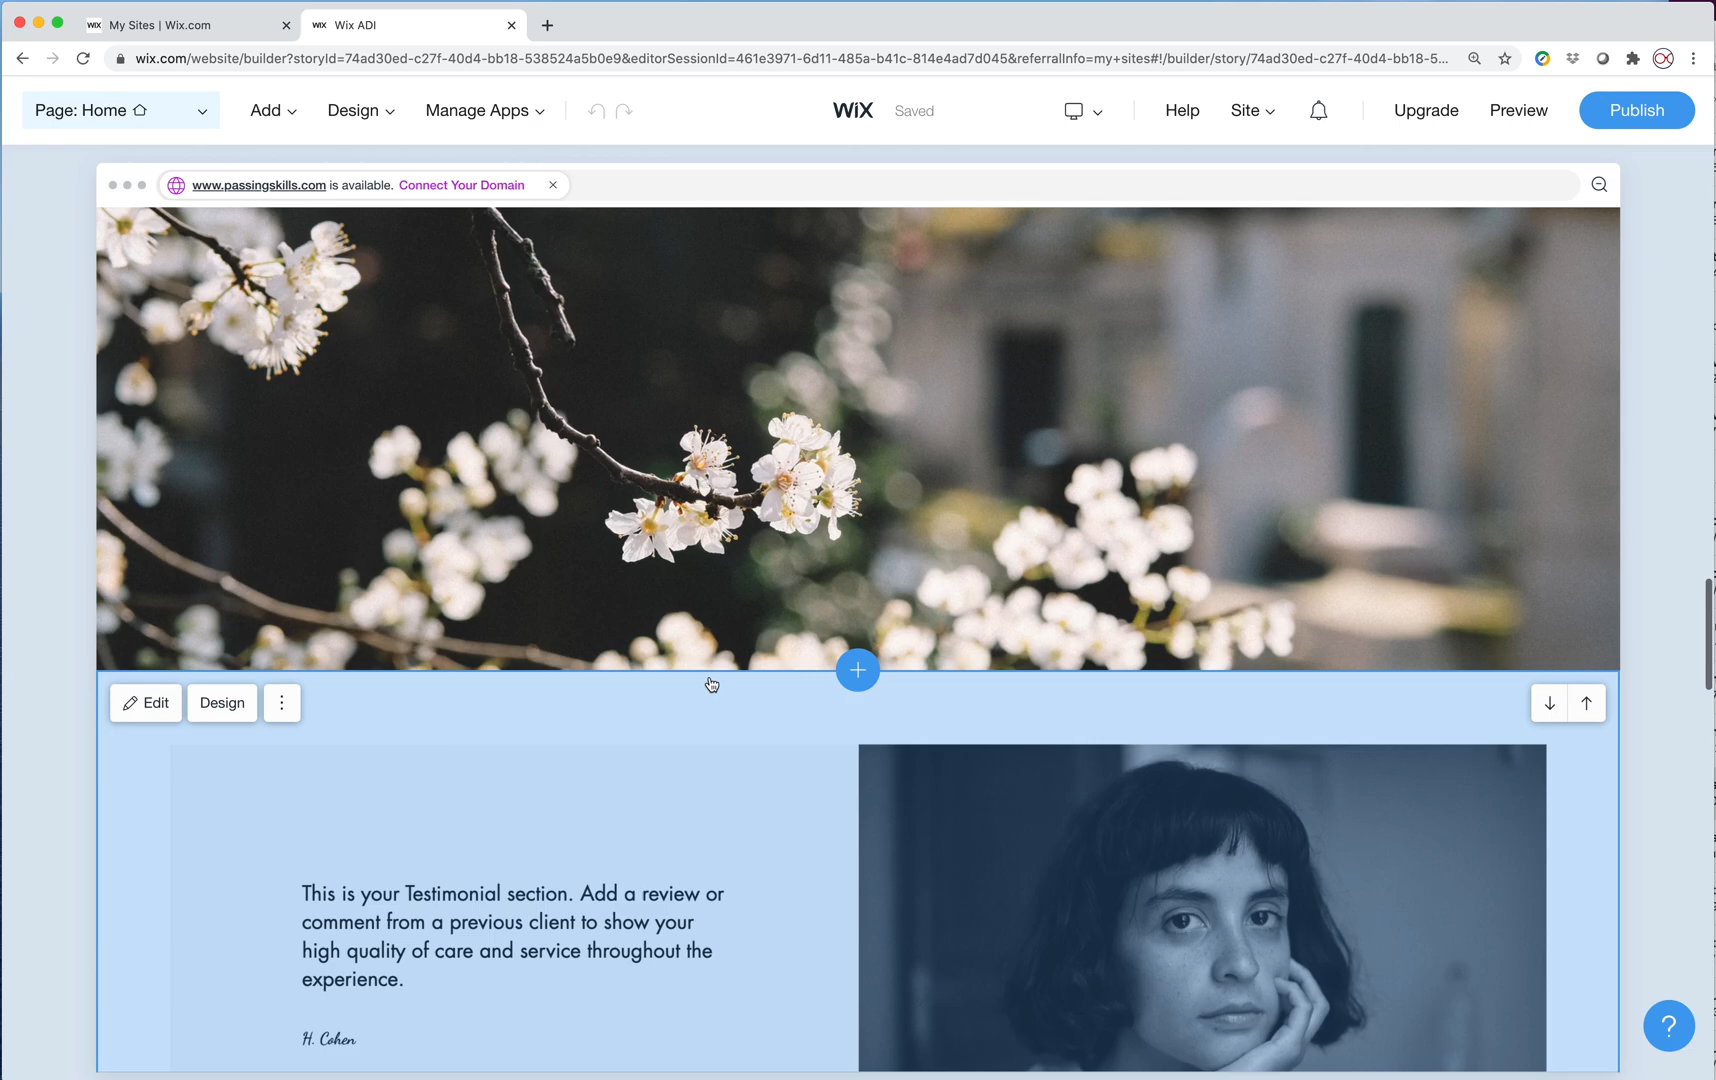 WiX My Sites | Wix.com
WiX Wix ADI
wix.com/website/builder?storyId=74ad30ed-c27f-40d4-bb18-538524a5b0e9&editorSessionId=461e3971-6d11-485a-b41c-814e4ad7d045&referralInfo=my+sites#!/builder/story/74ad30ed-c27f-40d4-bb18-5...
Page: Home Add Design Manage Apps WiX Saved Help Site Upgrade Preview Publish
www.passingskills.com is available. Connect Your Domain
Edit Design
This is your Testimonial section. Add a review or
comment from a previous client to show your
high quality of care and service throughout the
experience.
H. Cohen
?